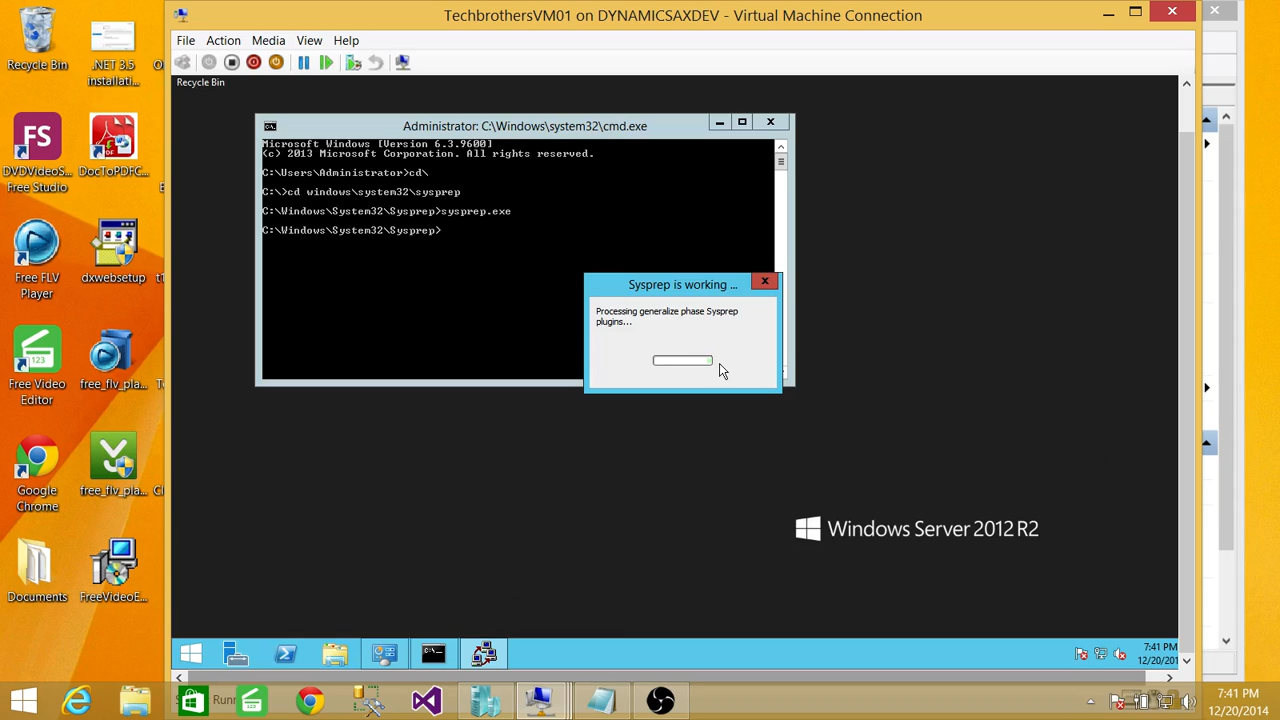 TechbrothersVM01 on DYNAMICSAXDEV - Virtual Machine Connection
File Action Media View Help
Recycle Bin
Administrator: C:\Windows\system32\cmd.exe
Microsoft Windows [Version 6.3.9600]
(c) 2013 Microsoft Corporation. All rights reserved.
C:\Users\Administrator>cd\
C:\>cd windows\system32\sysprep
C:\Windows\System32\Sysprep>sysprep.exe
C:\Windows\System32\Sysprep>
Sysprep is working ...
Processing generalize phase Sysprep
plugins...
Windows Server 2012 R2
7:41 PM
Recycle Bin
.NET 3.5
installati...
FS
DVDVideoS...
Free Studio
DocToPDFC...
Free FLV
Player
dxwebsetup
123
Free Video
Editor
free_flv_pla...
Google
Chrome
free_flv_pla...
Documents
FreeVideoE...
Runn
123
7:41 PM
12/20/2014